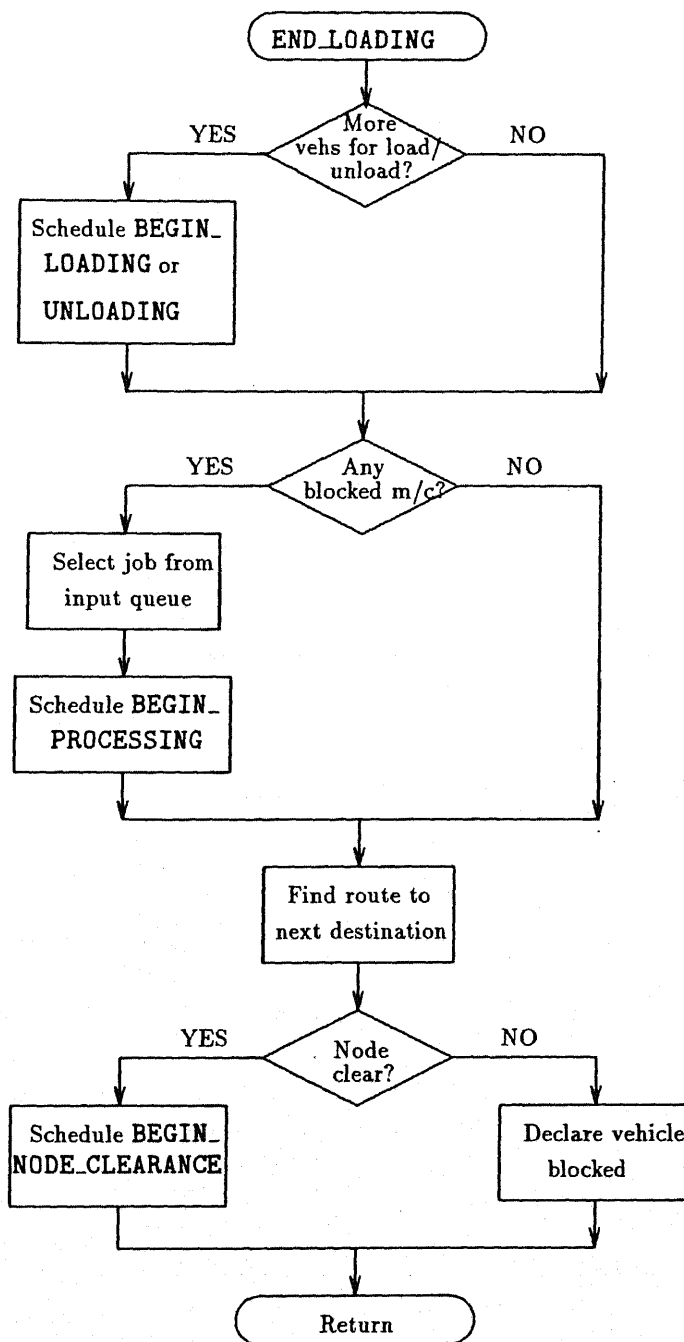 END_LOADING
YES
More
NO
vehs for load/
unload?
Schedule BEGIN_
LOADING or
UNLOADING
YES
Any
NO
blocked m/c?
Select job from
input queue
Schedule BEGIN_
PROCESSING
Find route to
next destination
YES
Node
NO
clear?
Schedule BEGIN_
NODE_CLEARANCE
Declare vehicle
blocked
Return